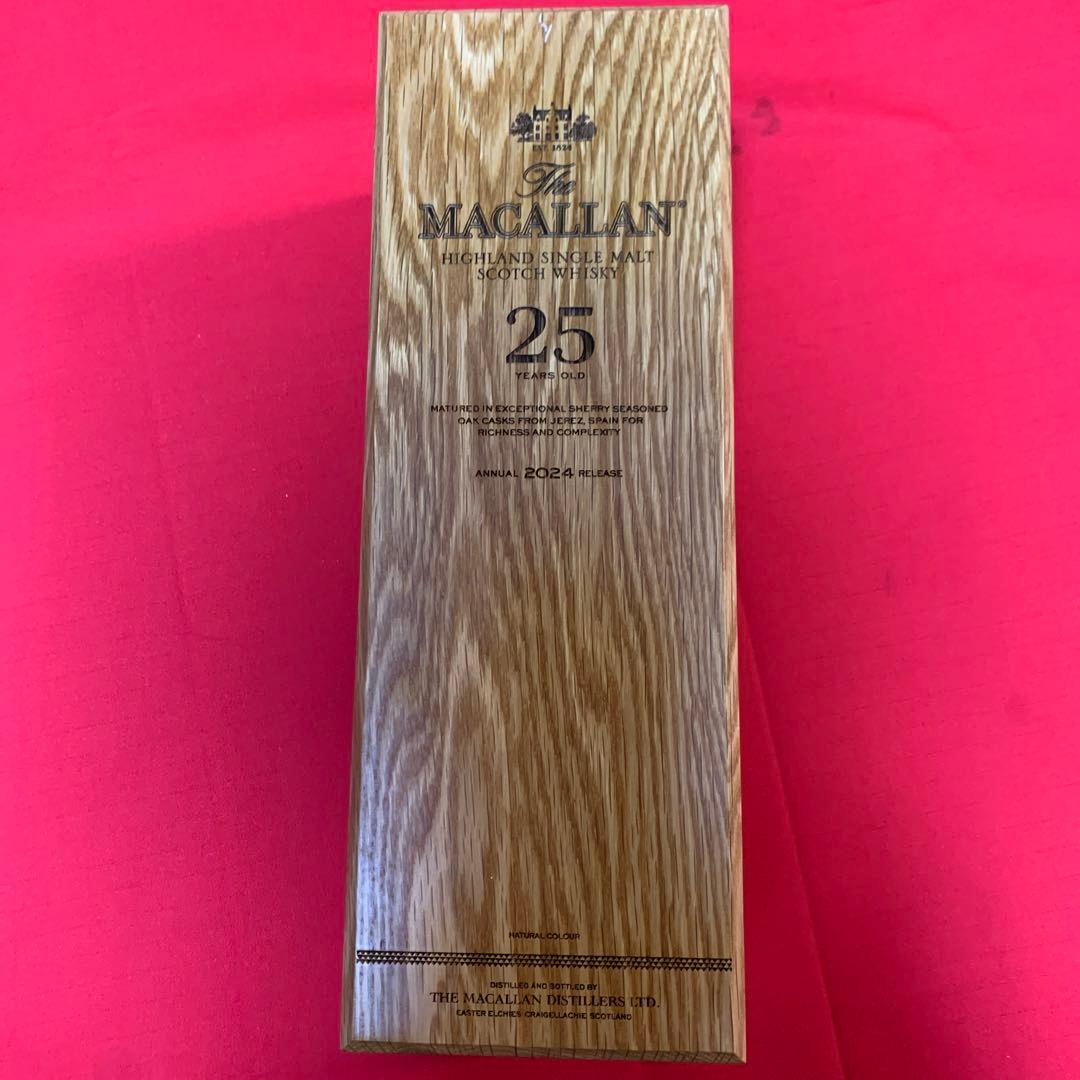 EST. 1824
The
MACALLAN®
HIGHLAND SINGLE MALT
SCOTCH WHISKY
25
YEARS OLD
MATURED IN EXCEPTIONAL SHERRY SEASONED
OAK CASKS FROM JEREZ, SPAIN FOR
RICHNESS AND COMPLEXITY
ANNUAL 2024 RELEASE
NATURAL COLOUR
DISTILLED AND BOTTLED BY
THE MACALLAN DISTILLERS LTD.
EASTER ELCHIES CRAIGELLACHIE SCOTLAND